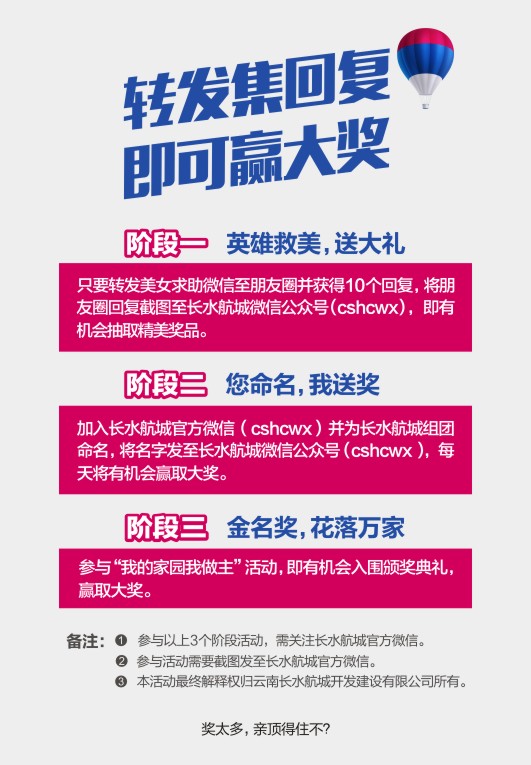 转发集回复
即可赢大奖
阶段一 英雄救美，送大礼
只要转发美女求助微信至朋友圈并获得10个回复，将朋
友圈回复截图至长水航城微信公众号（cshcwx），即有
机会抽取精美奖品。
阶段二 您命名，我送奖
加入长水航城官方微信（cshcwx）并为长水航城组团
命名，将名字发至长水航城微信公众号（cshcwx），每
天将有机会赢取大奖。
阶段三 金名奖，花落万家
参与“我的家园我做主”活动，即有机会入围颁奖典礼，
赢取大奖。
备注：❶ 参与以上3个阶段活动，需关注长水航城官方微信。
❷ 参与活动需要截图发至长水航城官方微信。
❸ 本活动最终解释权归云南长水航城开发建设有限公司所有。
奖太多，亲顶得住不？